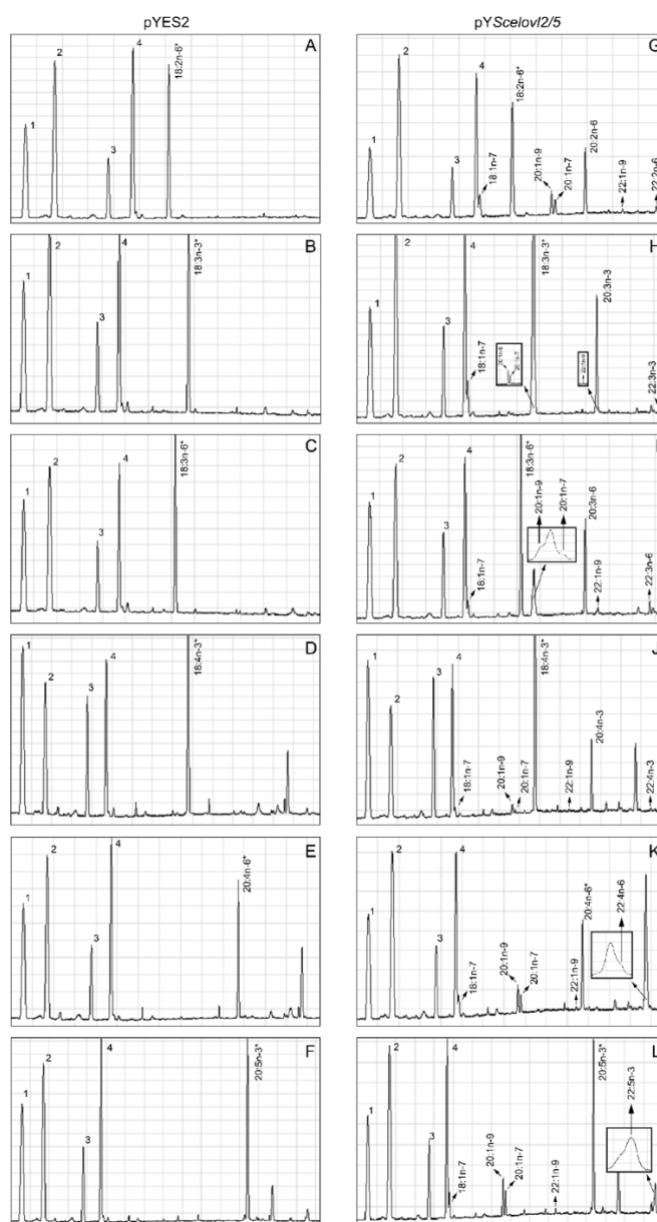 pYES2
pYScelovl2/5
A
1
2
3
4
18:2n-6*
G
1
2
3
4
18:1n-7
18:2n-6*
20:1n-9
20:1n-7
20:2n-6
22:1n-9
22:2n-6
B
1
2
3
4
18:3n-3*
H
1
2
3
4
18:1n-7
20:1n-7
18:3n-3*
22:1n-9
20:3n-3
22:3n-3
C
1
2
3
4
18:3n-6*
1
2
3
4
18:1n-7
18:3n-6*
20:1n-9
20:1n-7
20:3n-6
22:1n-9
22:3n-6
D
1
2
3
4
18:4n-3*
J
1
2
3
4
18:1n-7
20:1n-9
20:1n-7
18:4n-3*
22:1n-9
20:4n-3
22:4n-3
E
1
2
3
4
20:4n-6*
K
1
2
3
4
18:1n-7
20:1n-9
20:1n-7
22:1n-9
20:4n-6*
22:4n-6
F
1
2
3
4
20:5n-3*
L
1
2
3
4
18:1n-7
20:1n-9
20:1n-7
22:1n-9
20:5n-3*
22:5n-3